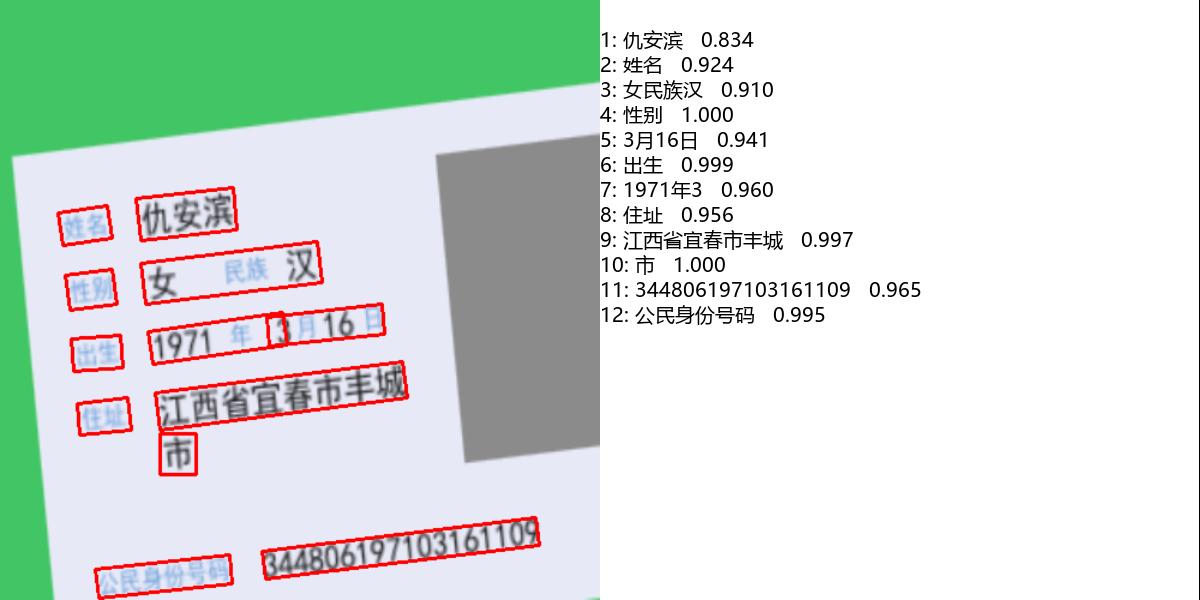 姓名 仇安滨
性别 女 民族 汉
出生 1971 年 3 月 16 日
住址 江西省宜春市丰城
市
公民身份号码 344806197103161109
1: 仇安滨 0.834
2: 姓名 0.924
3: 女民族汉 0.910
4: 性别 1.000
5: 3月16日 0.941
6: 出生 0.999
7: 1971年3 0.960
8: 住址 0.956
9: 江西省宜春市丰城 0.997
10: 市 1.000
11: 344806197103161109 0.965
12: 公民身份号码 0.995